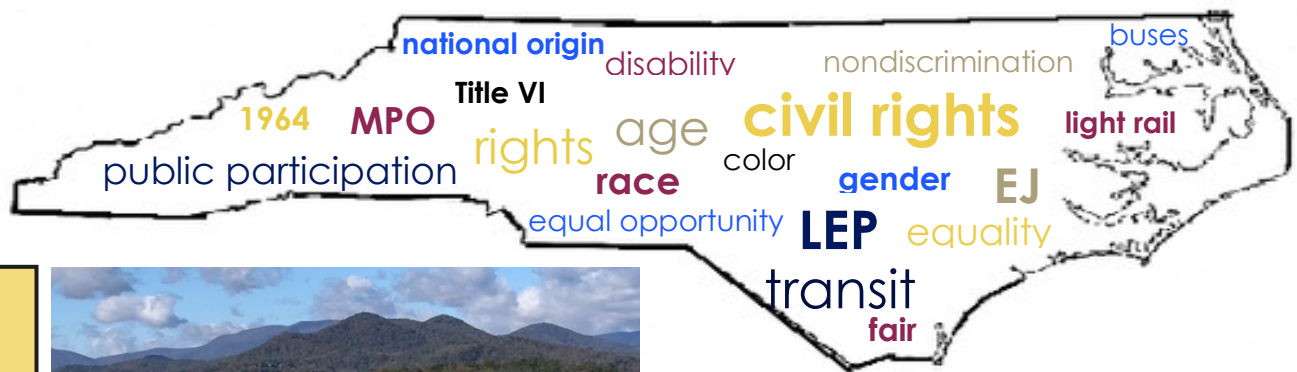 buses
national origin
disability
nondiscrimination
Title VI
1964
MPO
civil rights
light rail
rights
age
color
public participation
race
gender
EJ
equal opportunity
LEP
equality
transit
fair